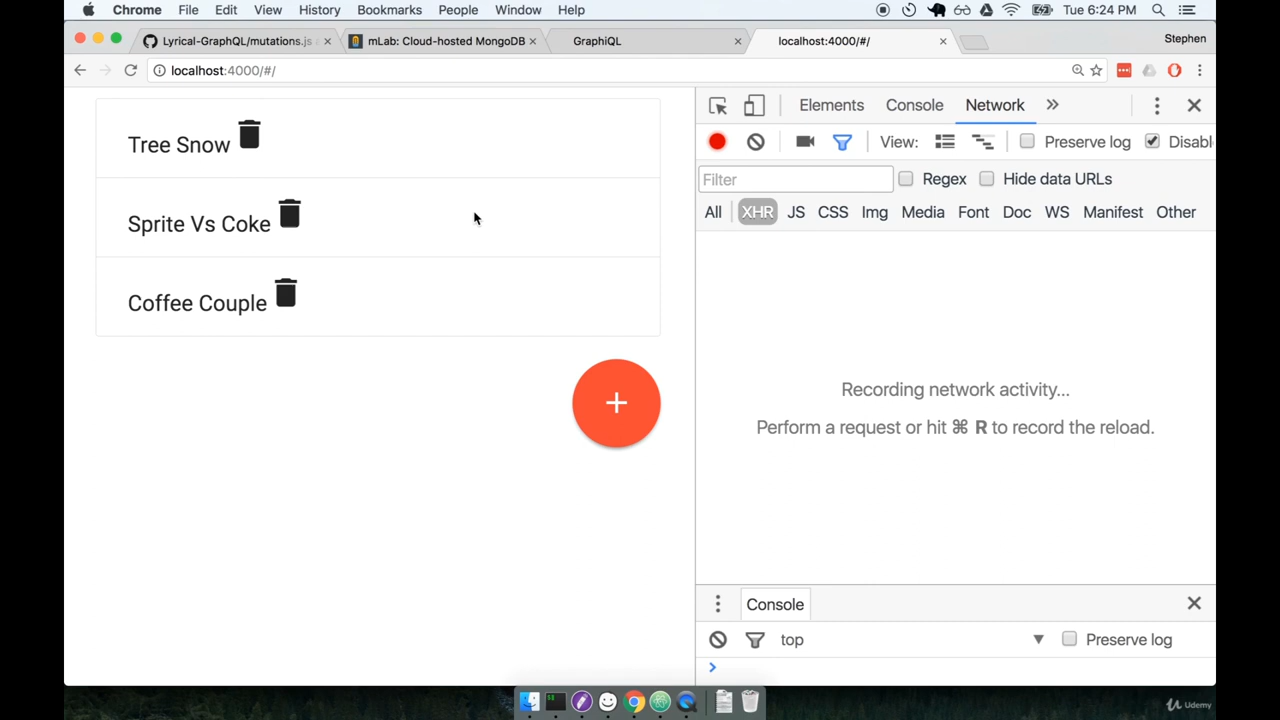 Chrome File Edit View History Bookmarks People Window Help Tue 6:24 PM
Lyrical-GraphQL/mutations.js mLab: Cloud-hosted MongoDB GraphiQL localhost:4000/#/ Stephen
localhost:4000/#/
Elements Console Network
View: Preserve log Disabl
Filter Regex Hide data URLs
All XHR JS CSS Img Media Font Doc WS Manifest Other
Tree Snow
Sprite Vs Coke
Coffee Couple
+
Recording network activity...
Perform a request or hit ⌘ R to record the reload.
Console
top Preserve log
Udemy